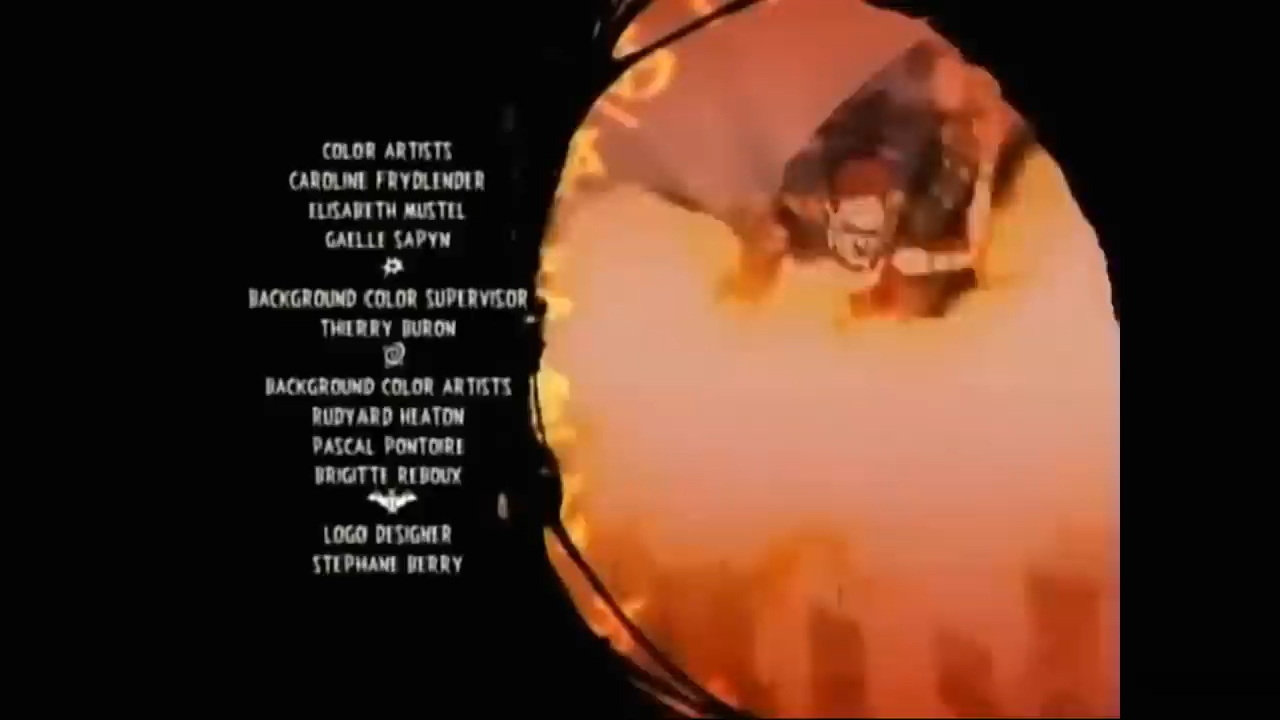 COLOR ARTISTS
CAROLINE FRYDLENDER
ELISABETH MUSTEL
GAELLE SAPYN
BACKGROUND COLOR SUPERVISOR
THIERRY BURON
BACKGROUND COLOR ARTISTS
RUDYARD HEATON
PASCAL PONTOIRE
BRIGITTE REBOUX
LOGO DESIGNER
STEPHANE BERRY